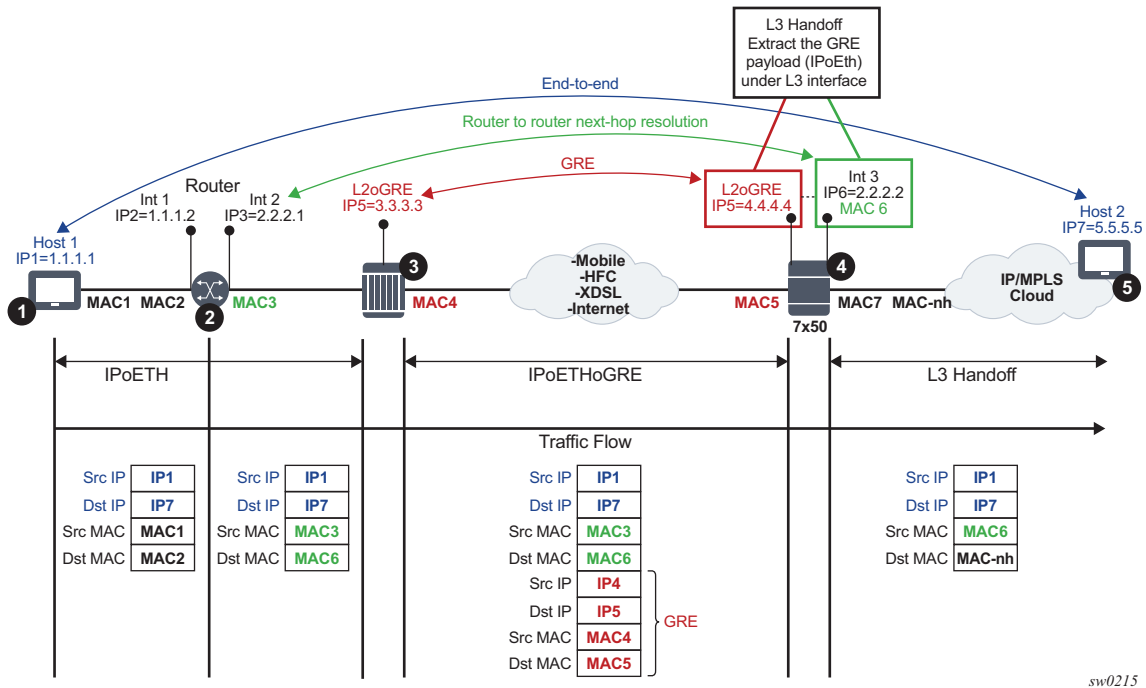 L3 Handoff
Extract the GRE
payload (IPoEth)
under L3 interface
End-to-end
Router to router next-hop resolution
GRE
Router
Int 1
IP2=1.1.1.2
Int 2
IP3=2.2.2.1
L2oGRE
IP5=3.3.3.3
L2oGRE
IP5=4.4.4.4
Int 3
IP6=2.2.2.2
MAC 6
Host 1
IP1=1.1.1.1
Host 2
IP7=5.5.5.5
1
MAC1
MAC2
2
MAC3
3
MAC4
-Mobile
-HFC
-XDSL
-Internet
MAC5
4
7x50
MAC7
MAC-nh
IP/MPLS
Cloud
5
IPoETH
IPoETHoGRE
L3 Handoff
Traffic Flow
Src IP IP1
Dst IP IP7
Src MAC MAC1
Dst MAC MAC2
Src IP IP1
Dst IP IP7
Src MAC MAC3
Dst MAC MAC6
Src IP IP1
Dst IP IP7
Src MAC MAC3
Dst MAC MAC6
Src IP IP4
Dst IP IP5
Src MAC MAC4
Dst MAC MAC5
GRE
Src IP IP1
Dst IP IP7
Src MAC MAC6
Dst MAC MAC-nh
sw0215